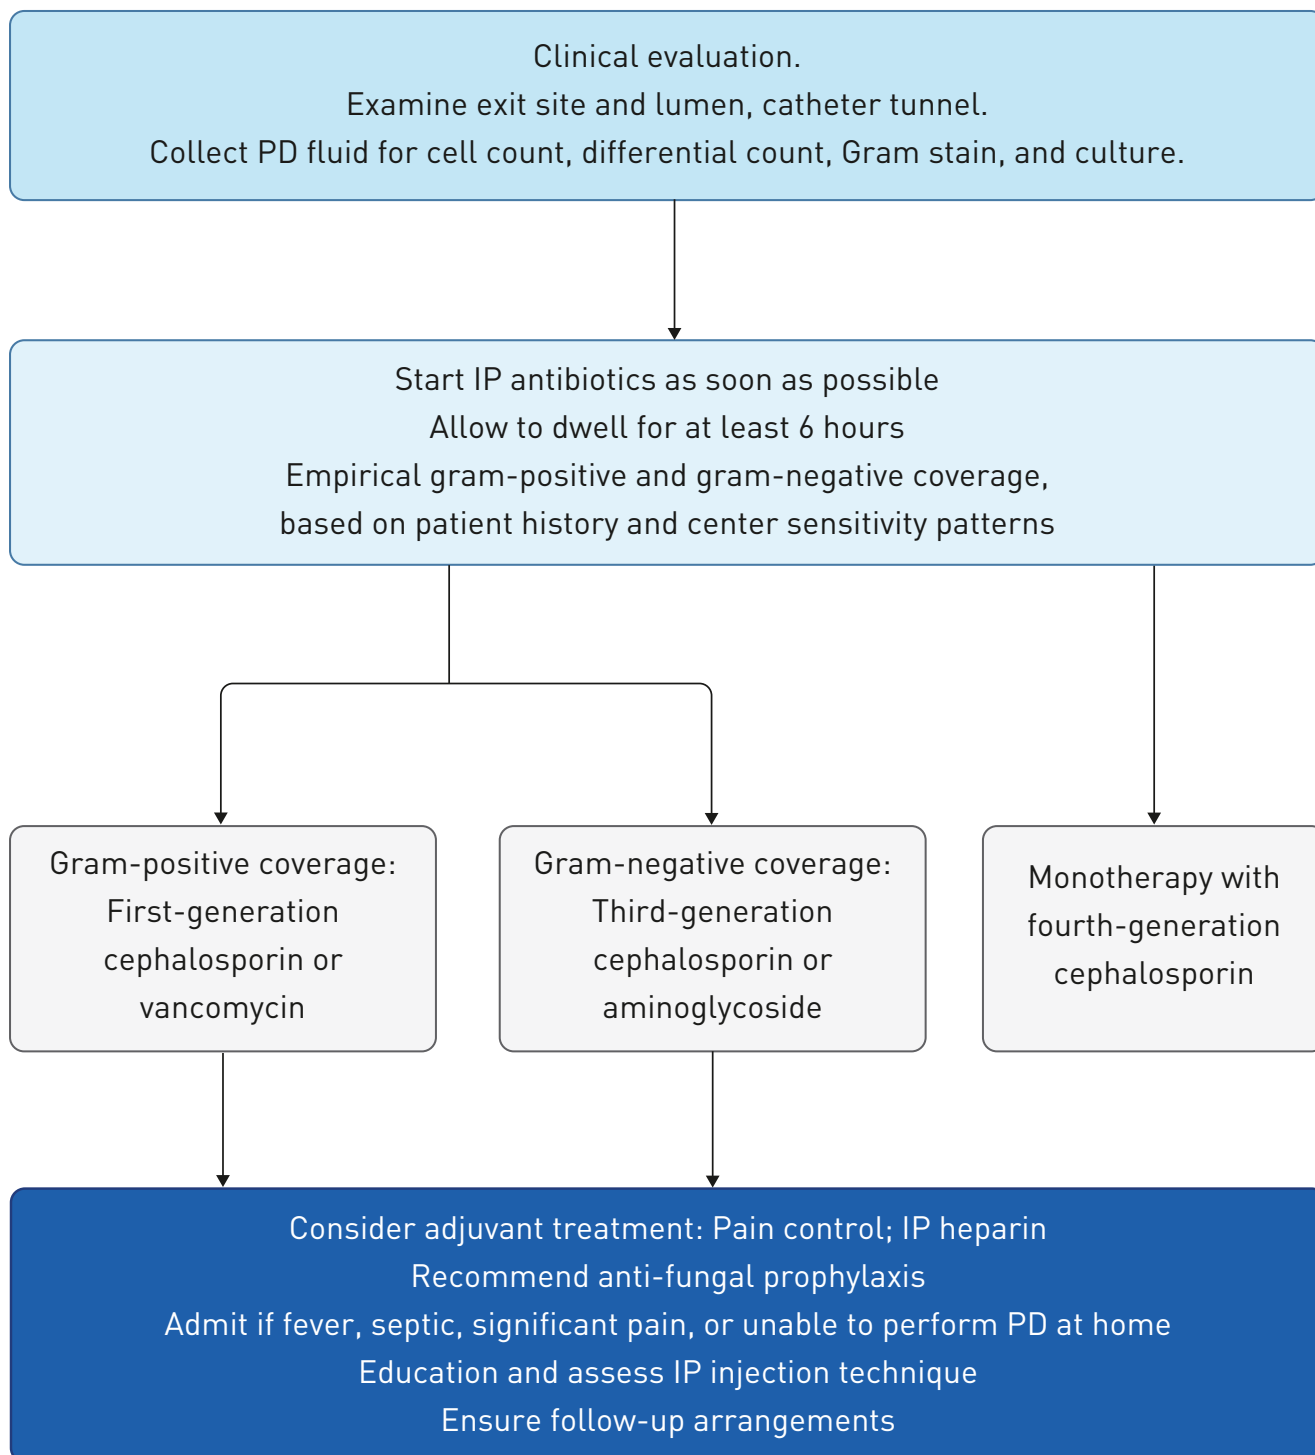 Clinical evaluation.
Examine exit site and lumen, catheter tunnel.
Collect PD fluid for cell count, differential count, Gram stain, and culture.
Start IP antibiotics as soon as possible
Allow to dwell for at least 6 hours
Empirical gram-positive and gram-negative coverage,
based on patient history and center sensitivity patterns
Gram-positive coverage:
First-generation
cephalosporin or
vancomycin
Gram-negative coverage:
Third-generation
cephalosporin or
aminoglycoside
Monotherapy with
fourth-generation
cephalosporin
Consider adjuvant treatment: Pain control; IP heparin
Recommend anti-fungal prophylaxis
Admit if fever, septic, significant pain, or unable to perform PD at home
Education and assess IP injection technique
Ensure follow-up arrangements